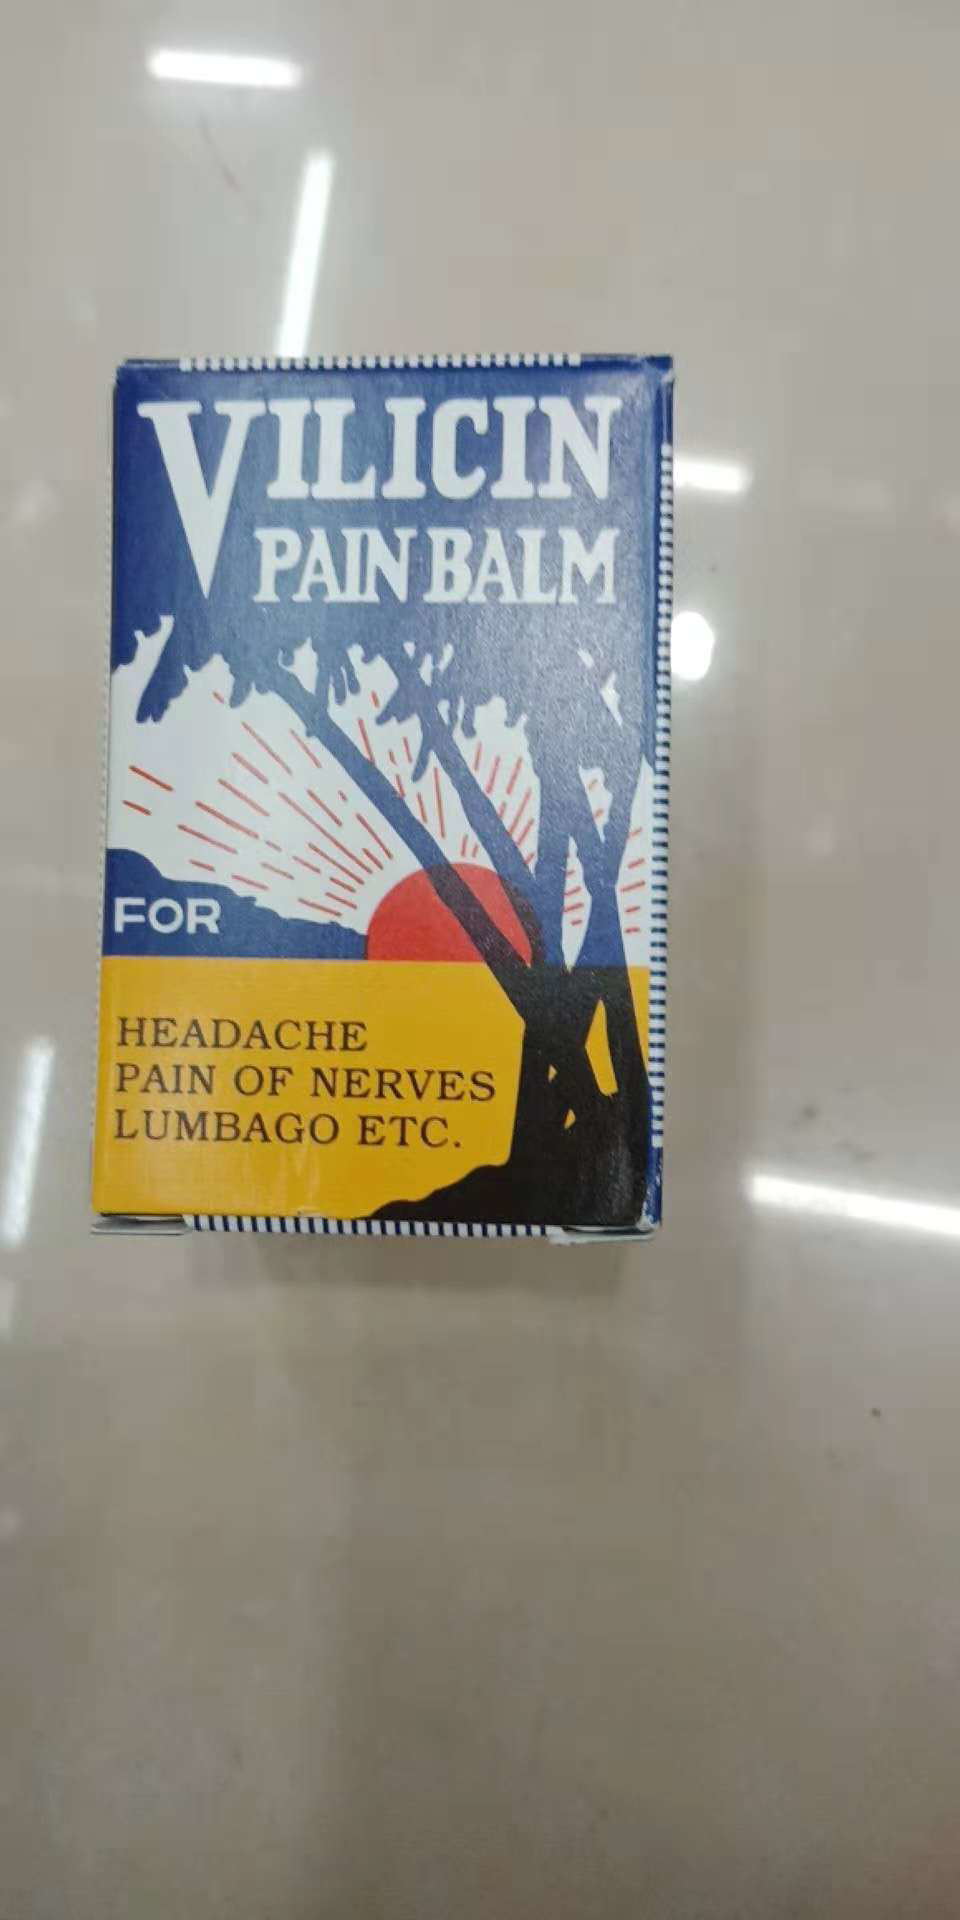 VILICIN
PAIN BALM
FOR
HEADACHE
PAIN OF NERVES
LUMBAGO ETC.